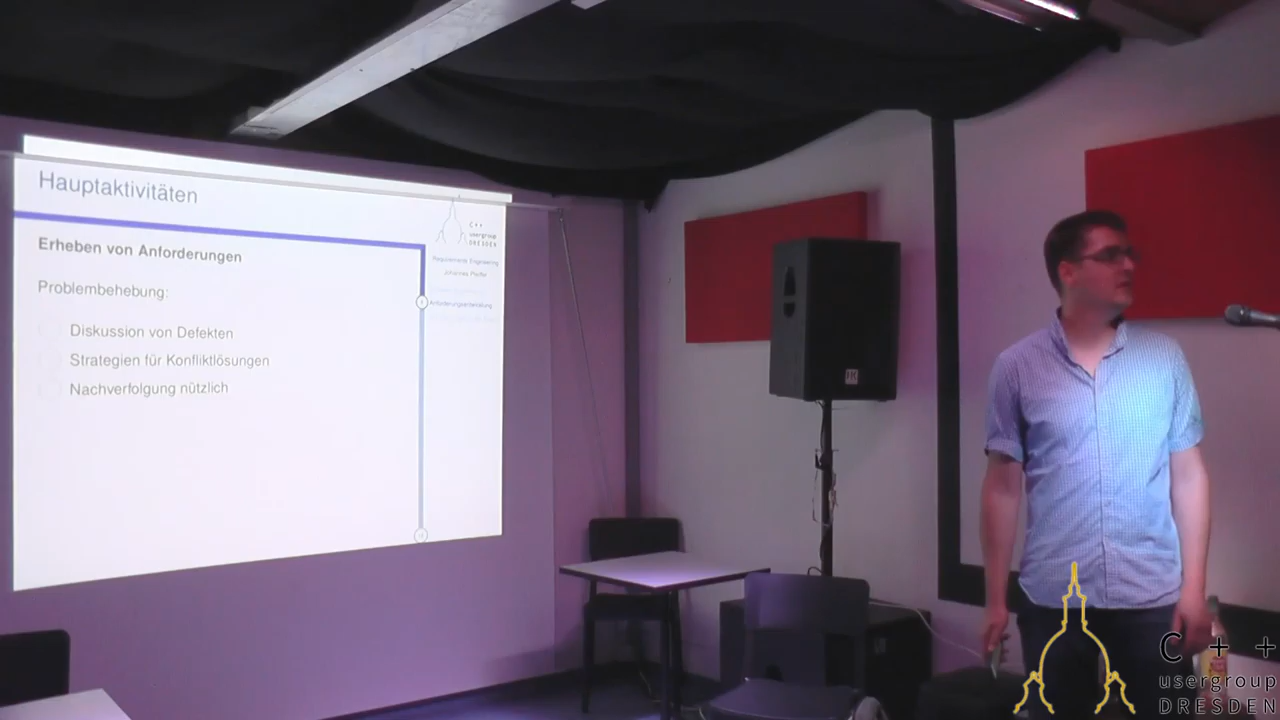 Hauptaktivitäten
Erheben von Anforderungen
Problembehebung:
Diskussion von Defekten
Strategien für Konfliktlösungen
Nachverfolgung nützlich
C++
usergroup
DRESDEN
Requirements Engineering
Johannes
C++
usergroup
DRESDEN